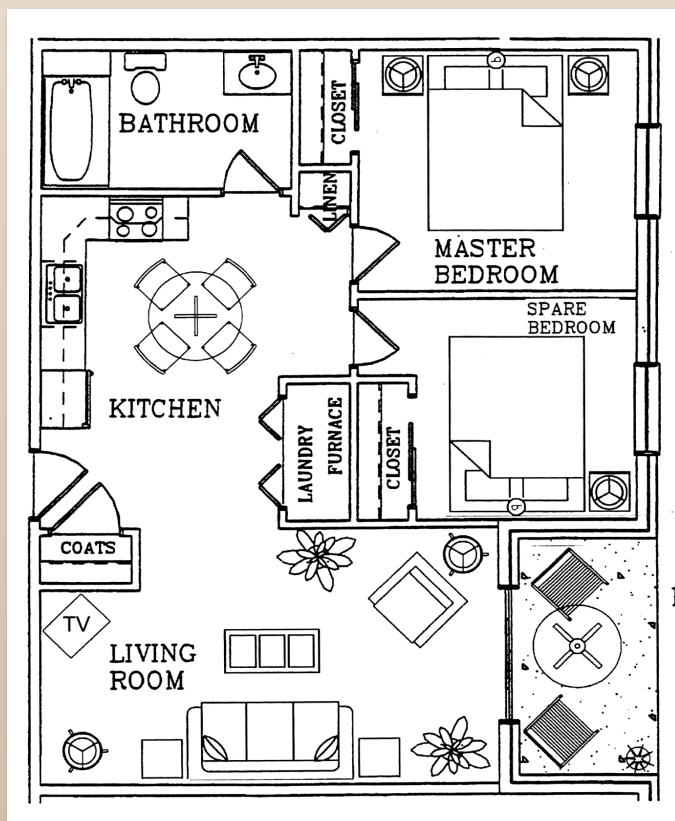 BATHROOM
CLOSET
LINEN
MASTER
BEDROOM
SPARE
BEDROOM
KITCHEN
LAUNDRY
FURNACE
CLOSET
COATS
TV
LIVING
ROOM